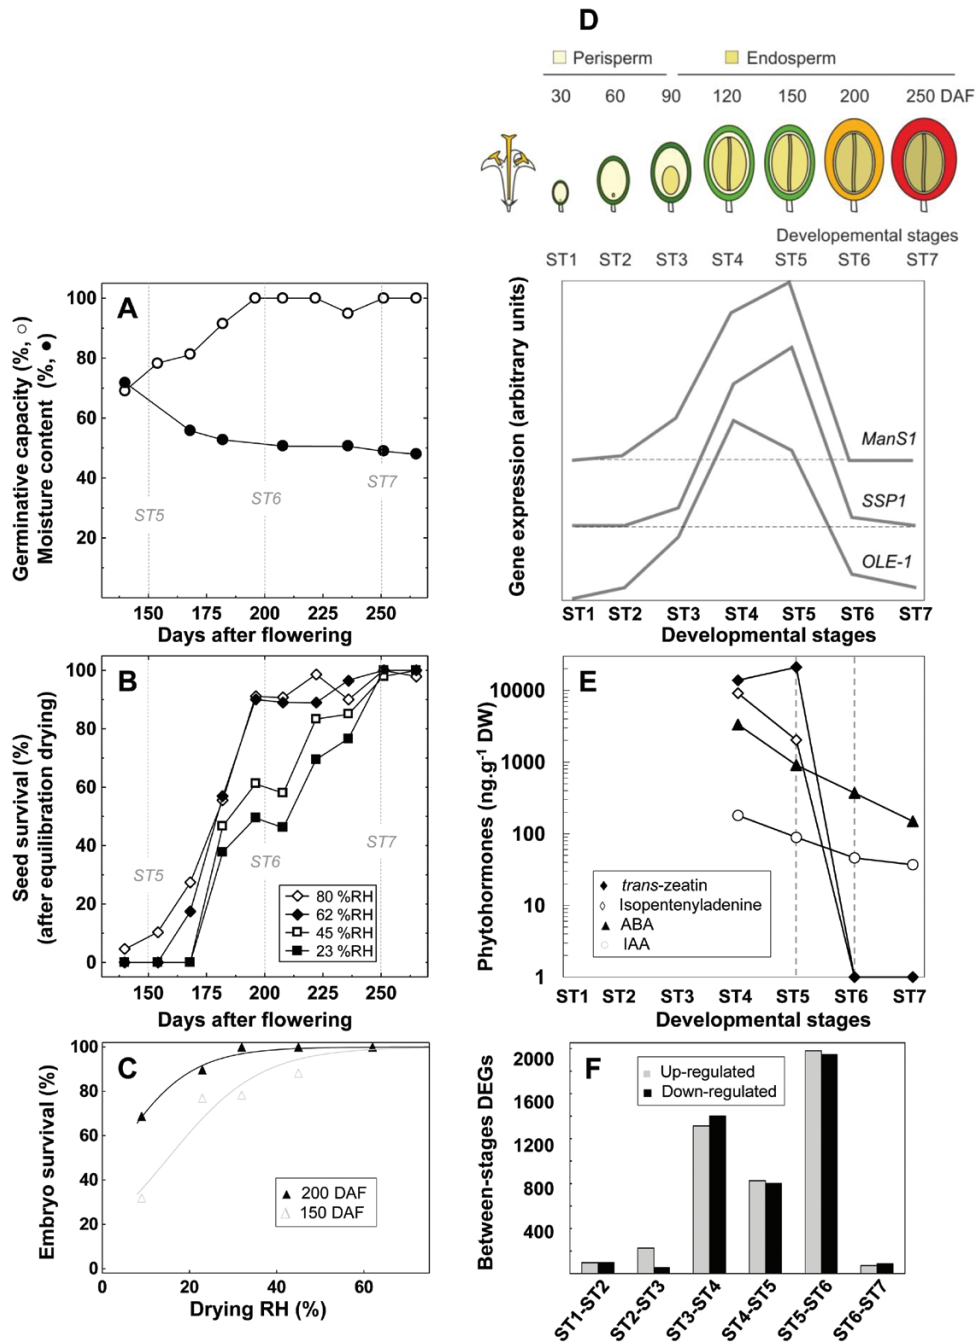 D
Perisperm Endosperm
30 60 90 120 150 200 250 DAF
Developemental stages
ST1 ST2 ST3 ST4 ST5 ST6 ST7
A
Germinative capacity (%, ○)
Moisture content (%, ●)
100
80
60
40
20
ST5 ST6 ST7
150 175 200 225 250
Days after flowering
Gene expression (arbitrary units)
ManS1
SSP1
OLE-1
ST1 ST2 ST3 ST4 ST5 ST6 ST7
Developmental stages
B
Seed survival (%)
(after equilibration drying)
100
80
60
40
20
0
ST5 ST6 ST7
80 %RH
62 %RH
45 %RH
23 %RH
150 175 200 225 250
Days after flowering
E
Phytohormones (ng.g-1 DW)
10000
1000
100
10
1
trans-zeatin
Isopentenyladenine
ABA
IAA
ST1 ST2 ST3 ST4 ST5 ST6 ST7
Developmental stages
C
Embryo survival (%)
100
80
60
40
20
0
200 DAF
150 DAF
0 20 40 60
Drying RH (%)
F
Between-stages DEGs
2000
1600
1200
800
400
Up-regulated
Down-regulated
ST1-ST2 ST2-ST3 ST3-ST4 ST4-ST5 ST5-ST6 ST6-ST7